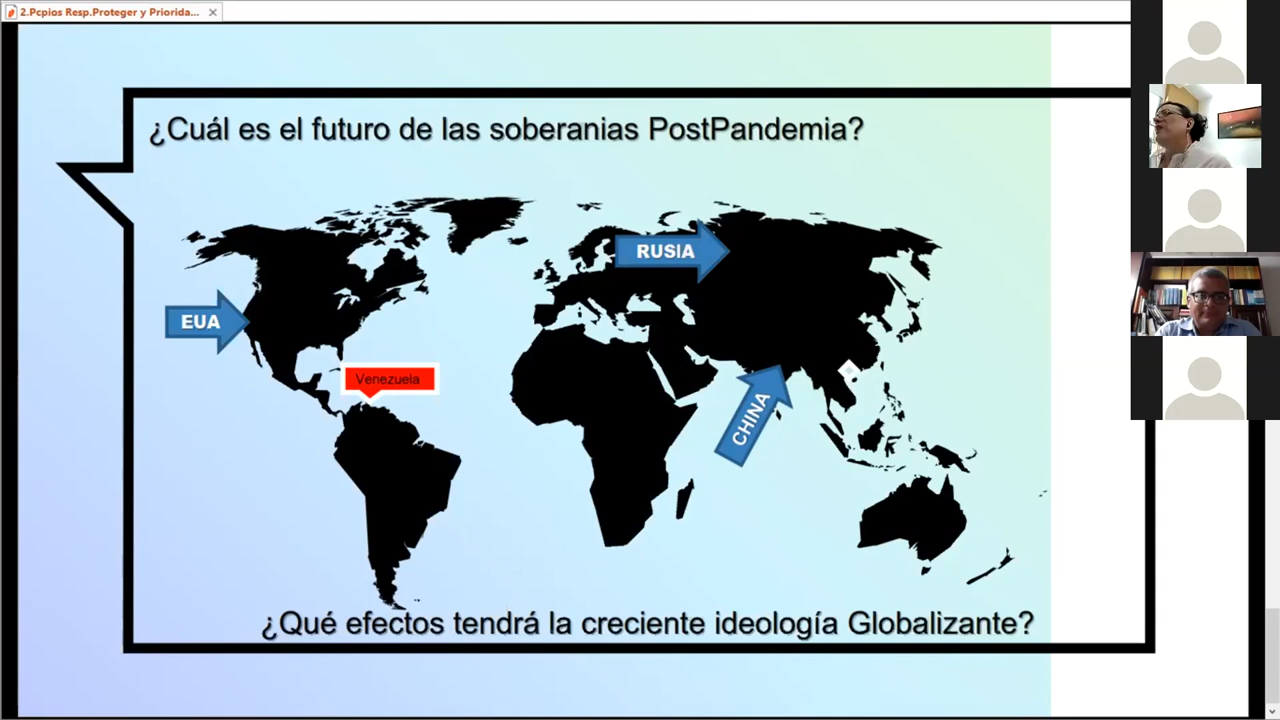 2.Pcpios Resp.Proteger y Priorida...
¿Cuál es el futuro de las soberanias PostPandemia?
RUSIA
EUA
Venezuela
CHINA
¿Qué efectos tendrá la creciente ideología Globalizante?